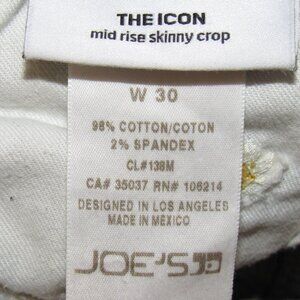 THE ICON
mid rise skinny crop
W 30
98% COTTON/COTON
2% SPANDEX
CL#138M
CA# 35037 RN# 106214
DESIGNED IN LOS ANGELES
MADE IN MEXICO
JOE'S